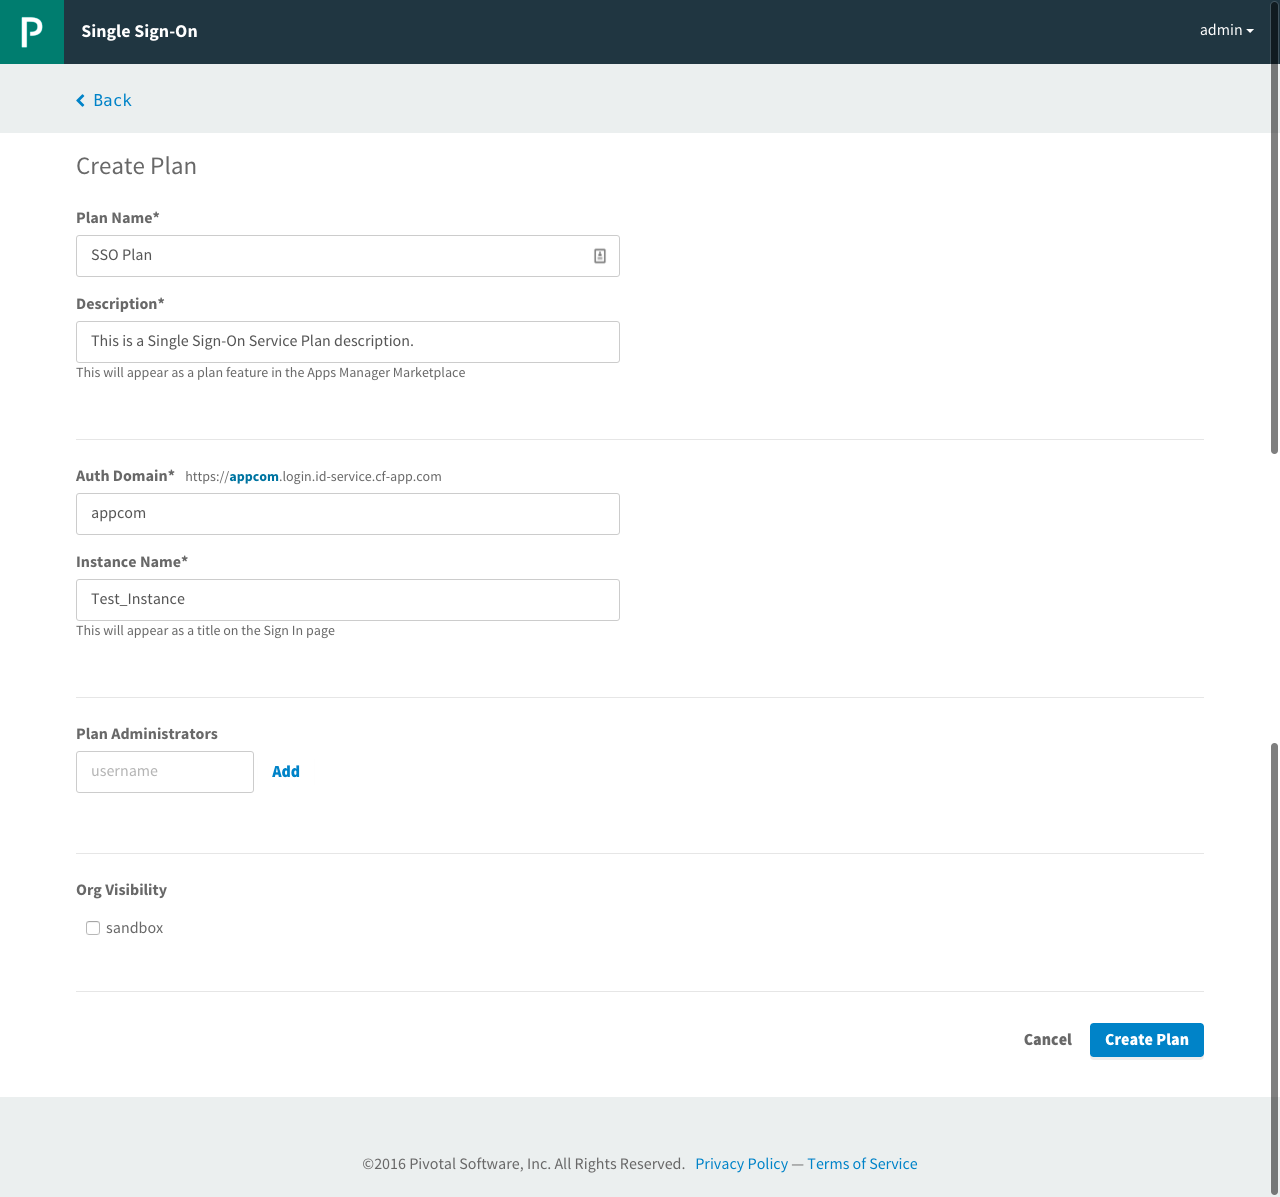 P Single Sign-On admin
Back
Create Plan
Plan Name*
SSO Plan
Description*
This is a Single Sign-On Service Plan description.
This will appear as a plan feature in the Apps Manager Marketplace
Auth Domain* https://appcom.login.id-service.cf-app.com
appcom
Instance Name*
Test_Instance
This will appear as a title on the Sign In page
Plan Administrators
username Add
Org Visibility
sandbox
Cancel Create Plan
©2016 Pivotal Software, Inc. All Rights Reserved. Privacy Policy — Terms of Service